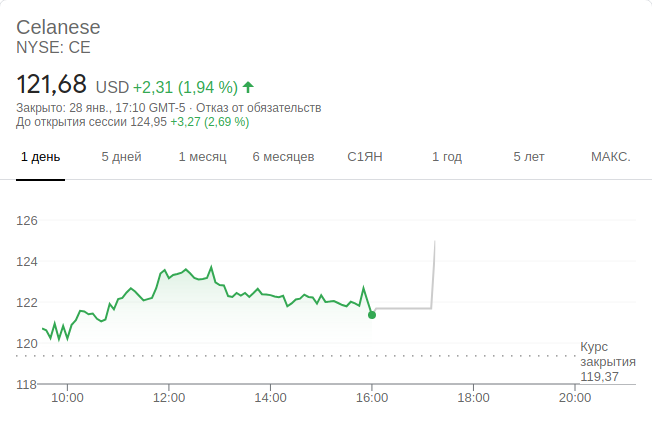 Celanese
NYSE: CE
121,68 USD +2,31 (1,94 %)
Закрыто: 28 янв., 17:10 GMT-5 · Отказ от обязательств
До открытия сессии 124,95 +3,27 (2,69 %)
1 день 5 дней 1 месяц 6 месяцев С1ЯН 1 год 5 лет МАКС.
126
124
122
120
Курс
закрытия
119,37
118
10:00 12:00 14:00 16:00 18:00 20:00